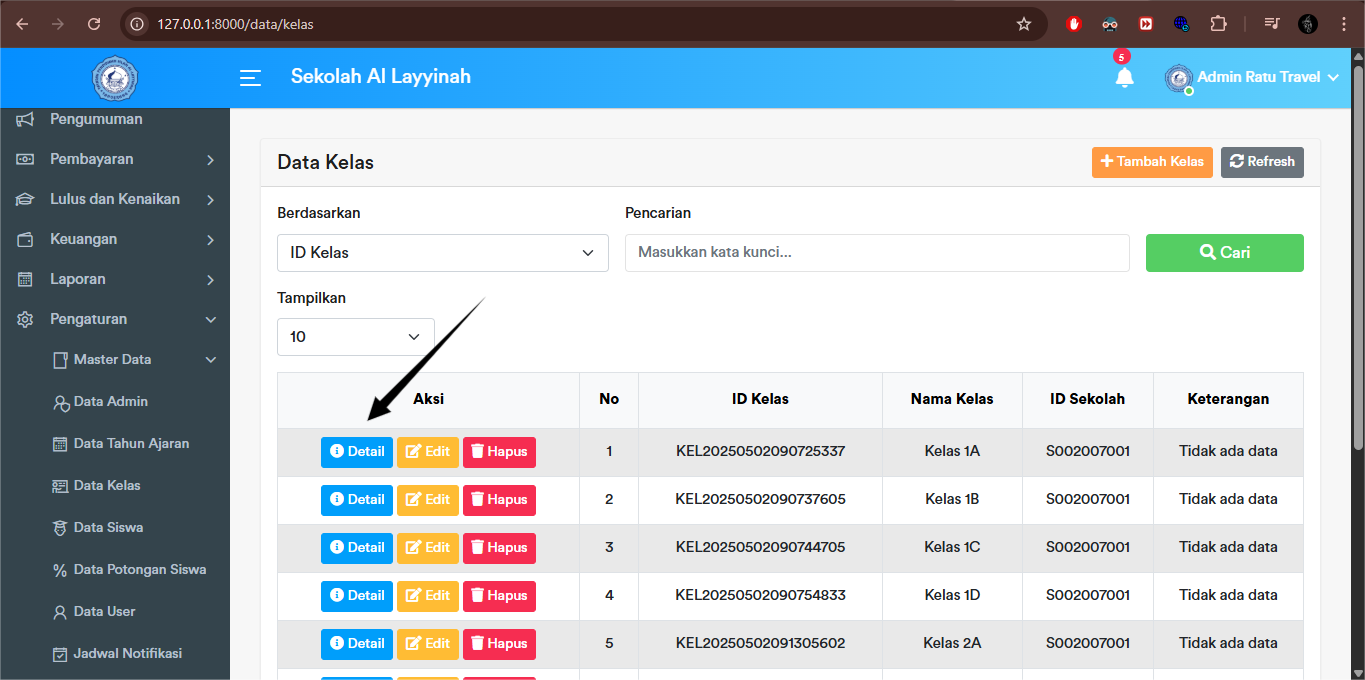 127.0.0.1:8000/data/kelas
Sekolah Al Layyinah
5
Admin Ratu Travel
Pengumuman
Pembayaran
Lulus dan Kenaikan
Keuangan
Laporan
Pengaturan
Master Data
Data Admin
Data Tahun Ajaran
Data Kelas
Data Siswa
Data Potongan Siswa
Data User
Jadwal Notifikasi
Data Kelas
Tambah Kelas
Refresh
Berdasarkan
Pencarian
ID Kelas
Masukkan kata kunci...
Cari
Tampilkan
10
Aksi No ID Kelas Nama Kelas ID Sekolah Keterangan
Detail Edit Hapus 1 KEL20250502090725337 Kelas 1A S002007001 Tidak ada data
Detail Edit Hapus 2 KEL20250502090737605 Kelas 1B S002007001 Tidak ada data
Detail Edit Hapus 3 KEL20250502090744705 Kelas 1C S002007001 Tidak ada data
Detail Edit Hapus 4 KEL20250502090754833 Kelas 1D S002007001 Tidak ada data
Detail Edit Hapus 5 KEL20250502091305602 Kelas 2A S002007001 Tidak ada data